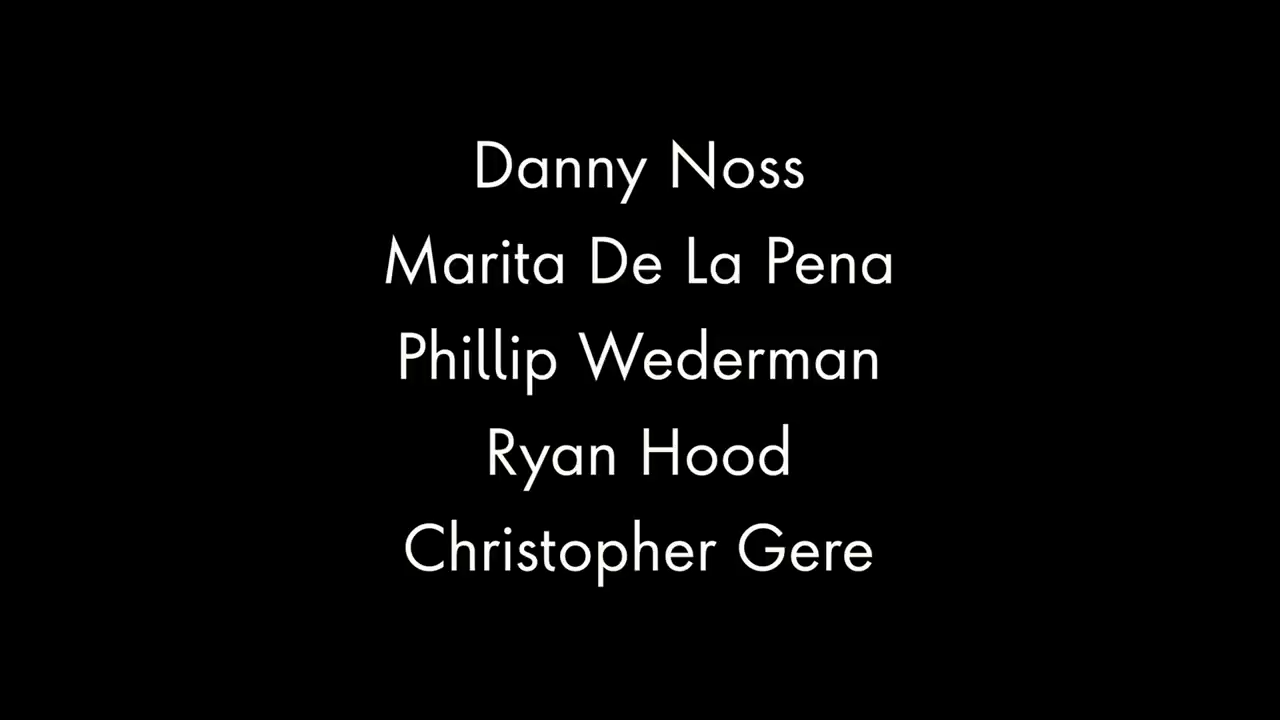 Danny Noss
Marita De La Pena
Phillip Wederman
Ryan Hood
Christopher Gere